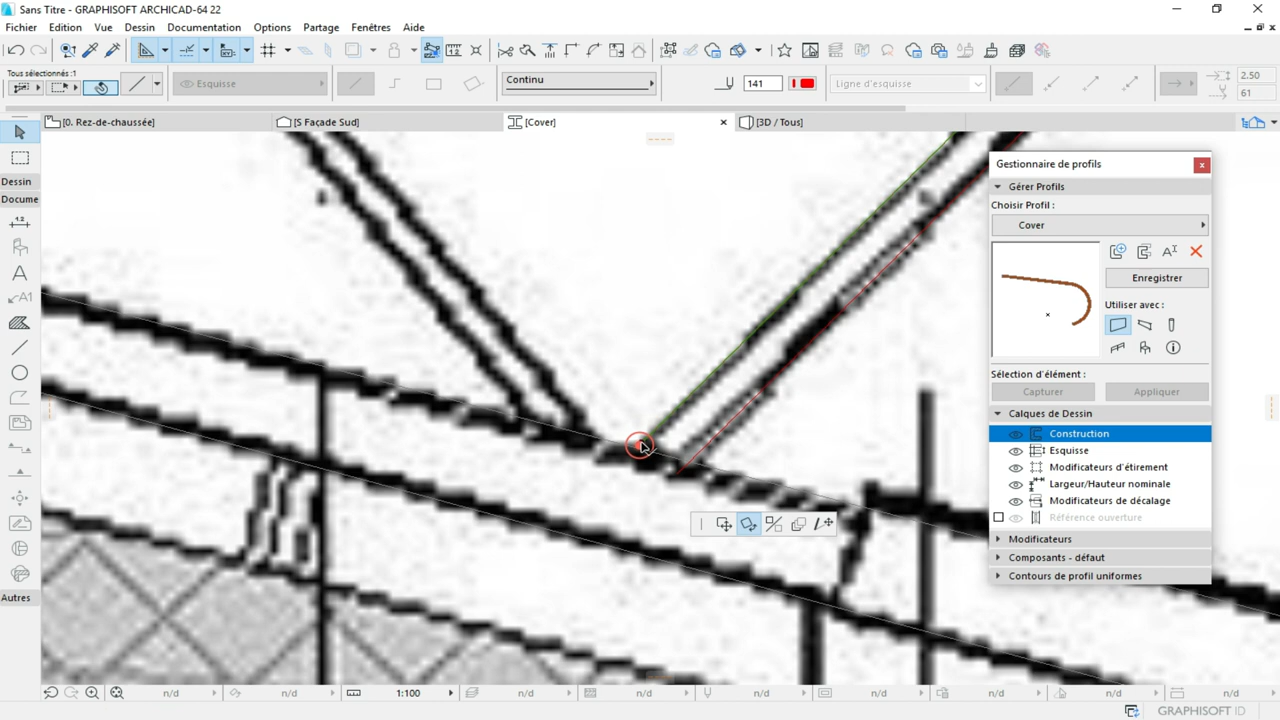 Sans Titre - GRAPHISOFT ARCHICAD-64 22
Fichier Edition Vue Dessin Options Documentation Partage Fenêtres Aide
Tous sélectionnés :1
Esquisse
Continu
141
Ligne d'esquisse
2.50
61
[0. Rez-de-chaussée]
[S Façade Sud]
[Cover]
[3D / Tous]
Dessin
Docume
1.2
A
A1
Autres
Gestionnaire de profils
Gérer Profils
Choisir Profil :
Cover
Enregistrer
Utiliser avec :
Sélection d'élément :
Capturer
Appliquer
Calques de Dessin
Construction
Esquisse
Modificateurs d'étirement
Largeur/Hauteur nominale
Modificateurs de décalage
Référence ouverture
Modificateurs
Composants - défaut
Contours de profil uniformes
n/d n/d 1:100 n/d n/d n/d n/d n/d n/d n/d n/d
GRAPHISOFT ID